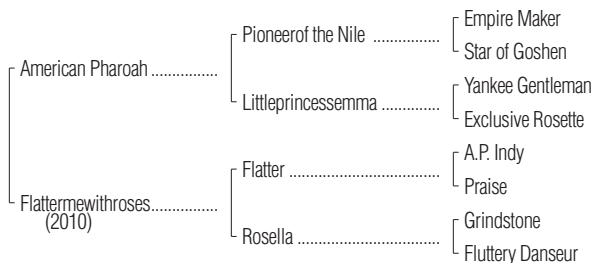 Empire Maker
Pioneerof the Nile ................
Star of Goshen
American Pharoah ................
Yankee Gentleman
Littleprincessemma ..............
Exclusive Rosette
A.P. Indy
Flatter ....................................
Praise
Flattermewithroses................
(2010)
Grindstone
Rosella ..................................
Fluttery Danseur